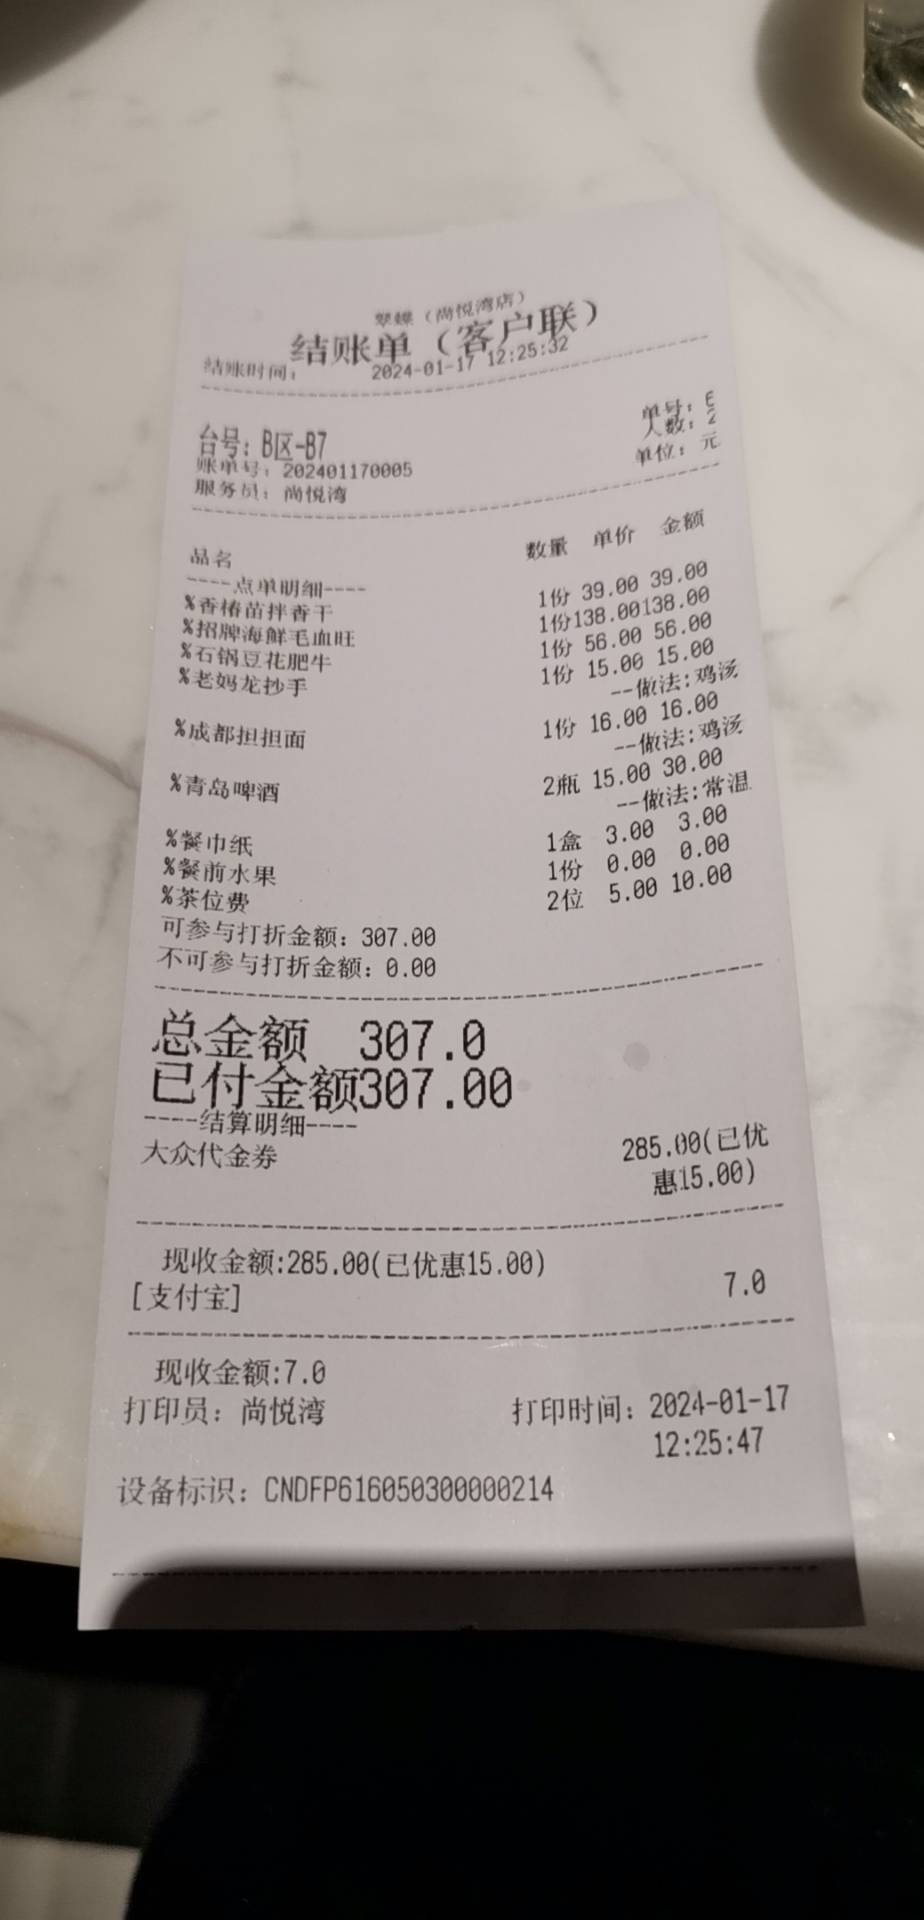 翠蝶（尚悦湾店）
结账单（客户联）
结账时间： 2024-01-17 12:25:32
单号：
台号：B区-B7 人数：2
账单号：202401170005 单位：元
服务员：尚悦湾
品名 数量 单价 金额
----点单明细----
%香椿苗拌香干 1份 39.00 39.00
%招牌海鲜毛血旺 1份138.00138.00
%石锅豆花肥牛 1份 56.00 56.00
%老妈龙抄手 1份 15.00 15.00
--做法:鸡汤
%成都担担面 1份 16.00 16.00
--做法:鸡汤
%青岛啤酒 2瓶 15.00 30.00
--做法:常温
%餐巾纸 1盒 3.00 3.00
%餐前水果 1份 0.00 0.00
%茶位费 2位 5.00 10.00
可参与打折金额：307.00
不可参与打折金额：0.00
总金额 307.0
已付金额307.00
----结算明细----
大众代金券 285.00(已优
惠15.00)
现收金额:285.00(已优惠15.00)
[支付宝] 7.0
现收金额:7.0
打印员：尚悦湾 打印时间：2024-01-17
12:25:47
设备标识：CNDFP616050300000214